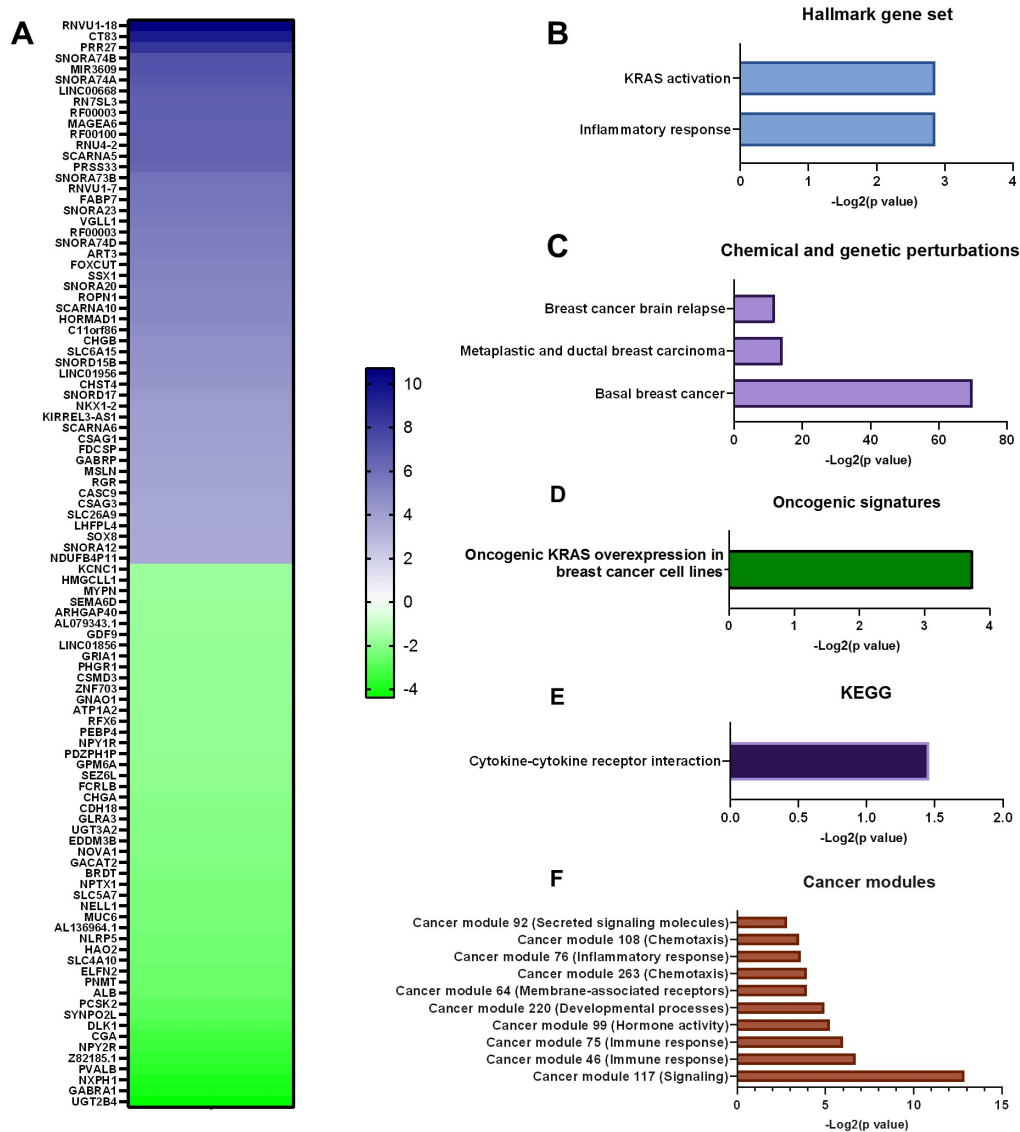 A
RNVU1-18
CT83
PRR27
SNORA74B
MIR3609
SNORA74A
LINC00668
RN7SL3
RF00003
MAGEA6
RF00100
RNU4-2
SCARNA5
PRSS33
SNORA73B
RNVU1-7
FABP7
SNORA23
VGLL1
RF00003
SNORA74D
ART3
FOXCUT
SSX1
SNORA20
ROPN1
SCARNA10
HORMAD1
C11orf86
CHGB
SLC6A15
SNORD15B
LINC01956
CHST4
SNORD17
NKX1-2
KIRREL3-AS1
SCARNA6
CSAG1
FDCSP
GABRP
MSLN
RGR
CASC9
CSAG3
SLC26A9
LHFPL4
SOX8
SNORA12
NDUFB4P11
KCNC1
HMGCLL1
MYPN
SEMA6D
ARHGAP40
AL079343.1
GDF9
LINC01856
GRIA1
PHGR1
CSMD3
ZNF703
GNAO1
ATP1A2
RFX6
PEBP4
NPY1R
PDZPH1P
GPM6A
SEZ6L
FCRLB
CHGA
CDH18
GLRA3
UGT3A2
EDDM3B
NOVA1
GACAT2
BRDT
NPTX1
SLC5A7
NELL1
MUC6
AL136964.1
NLRP5
HAO2
SLC4A10
ELFN2
PNMT
ALB
PCSK2
SYNPO2L
DLK1
CGA
NPY2R
Z82185.1
PVALB
NXPH1
GABRA1
UGT2B4
10
8
6
4
2
0
-2
-4
B
Hallmark gene set
KRAS activation
Inflammatory response
0 1 2 3 4
-Log2(p value)
C
Chemical and genetic perturbations
Breast cancer brain relapse
Metaplastic and ductal breast carcinoma
Basal breast cancer
0 20 40 60 80
-Log2(p value)
D
Oncogenic signatures
Oncogenic KRAS overexpression in
breast cancer cell lines
0 1 2 3 4
-Log2(p value)
E
KEGG
Cytokine-cytokine receptor interaction
0.0 0.5 1.0 1.5 2.0
-Log2(p value)
F
Cancer modules
Cancer module 92 (Secreted signaling molecules)
Cancer module 108 (Chemotaxis)
Cancer module 76 (Inflammatory response)
Cancer module 263 (Chemotaxis)
Cancer module 64 (Membrane-associated receptors)
Cancer module 220 (Developmental processes)
Cancer module 99 (Hormone activity)
Cancer module 75 (Immune response)
Cancer module 46 (Immune response)
Cancer module 117 (Signaling)
0 5 10 15
-Log2(p value)